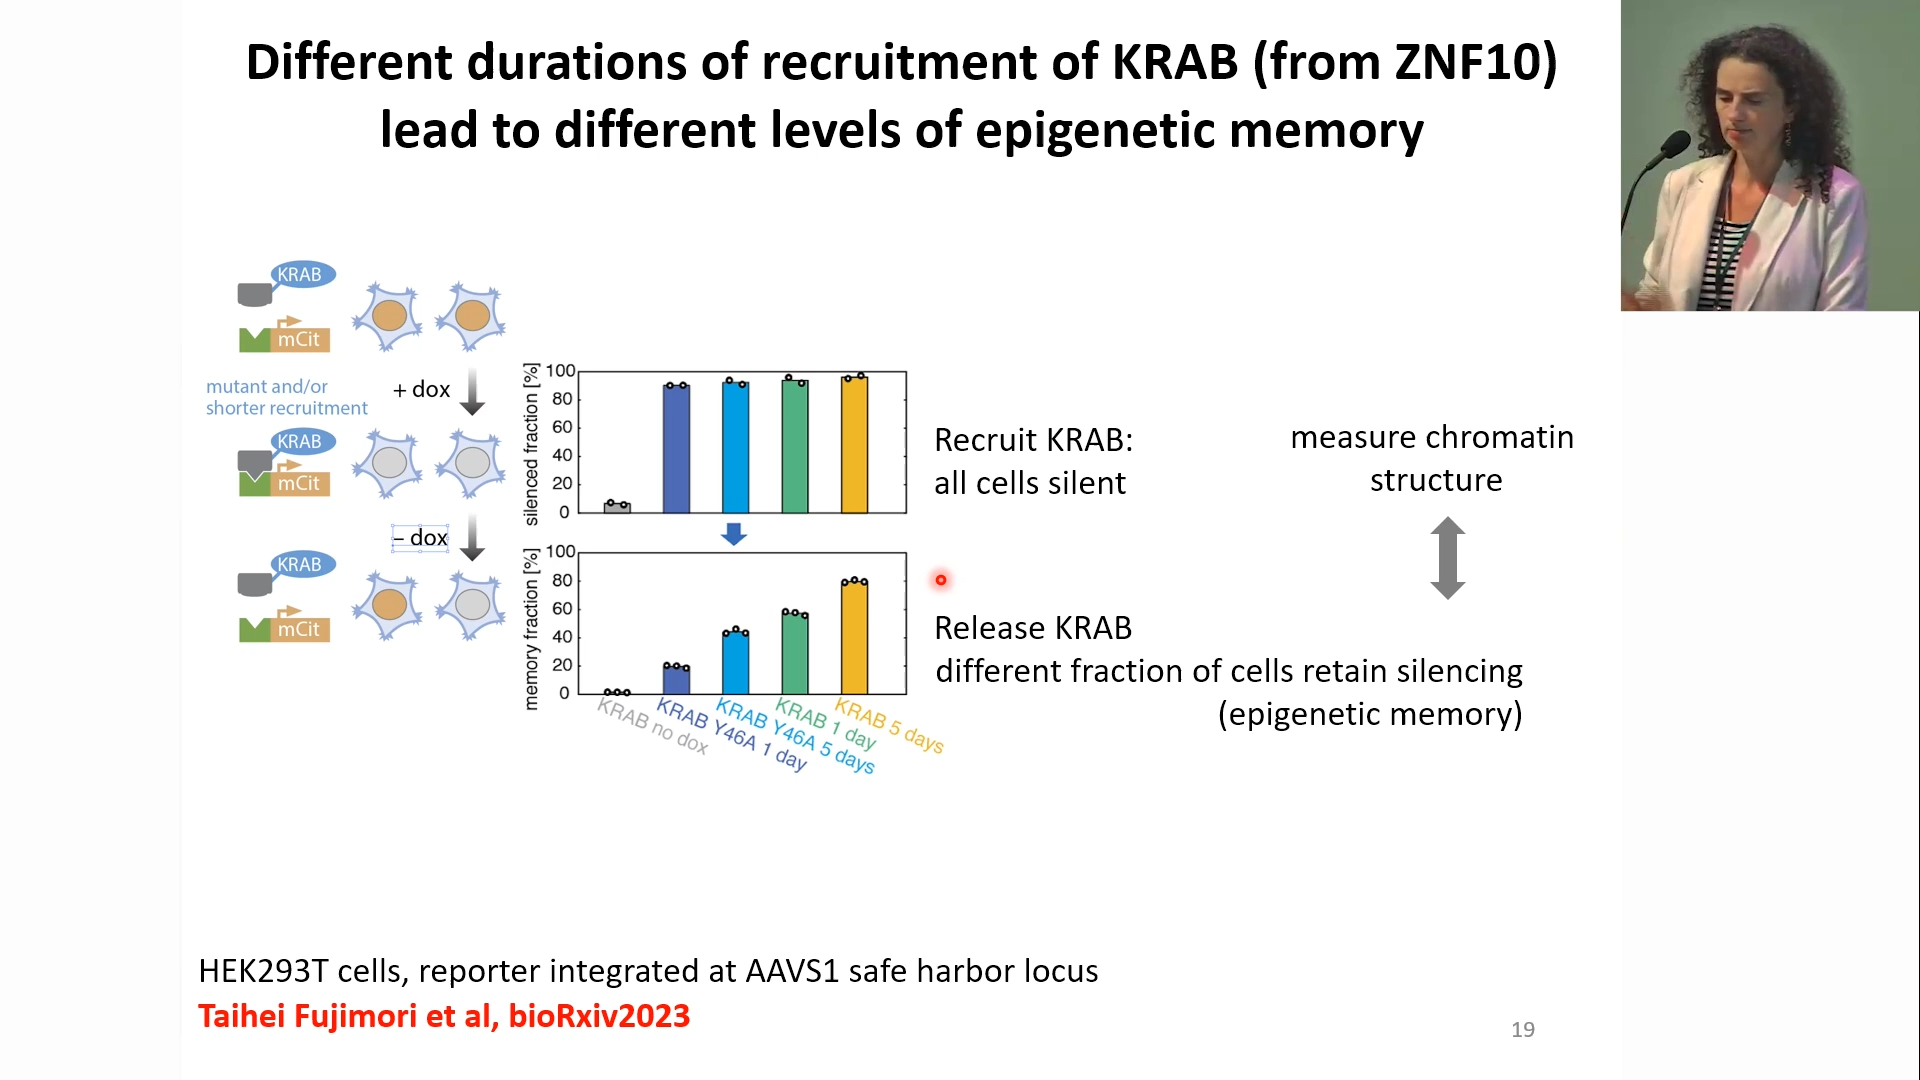 Different durations of recruitment of KRAB (from ZNF10)
lead to different levels of epigenetic memory
KRAB
mCit
mutant and/or
shorter recruitment
+ dox
KRAB
mCit
– dox
KRAB
mCit
silenced fraction [%]
100
80
60
40
20
0
memory fraction [%]
100
80
60
40
20
0
KRAB no dox
KRAB Y46A 1 day
KRAB Y46A 5 days
KRAB 1 day
KRAB 5 days
Recruit KRAB:
all cells silent
measure chromatin
structure
Release KRAB
different fraction of cells retain silencing
(epigenetic memory)
HEK293T cells, reporter integrated at AAVS1 safe harbor locus
Taihei Fujimori et al, bioRxiv2023
19